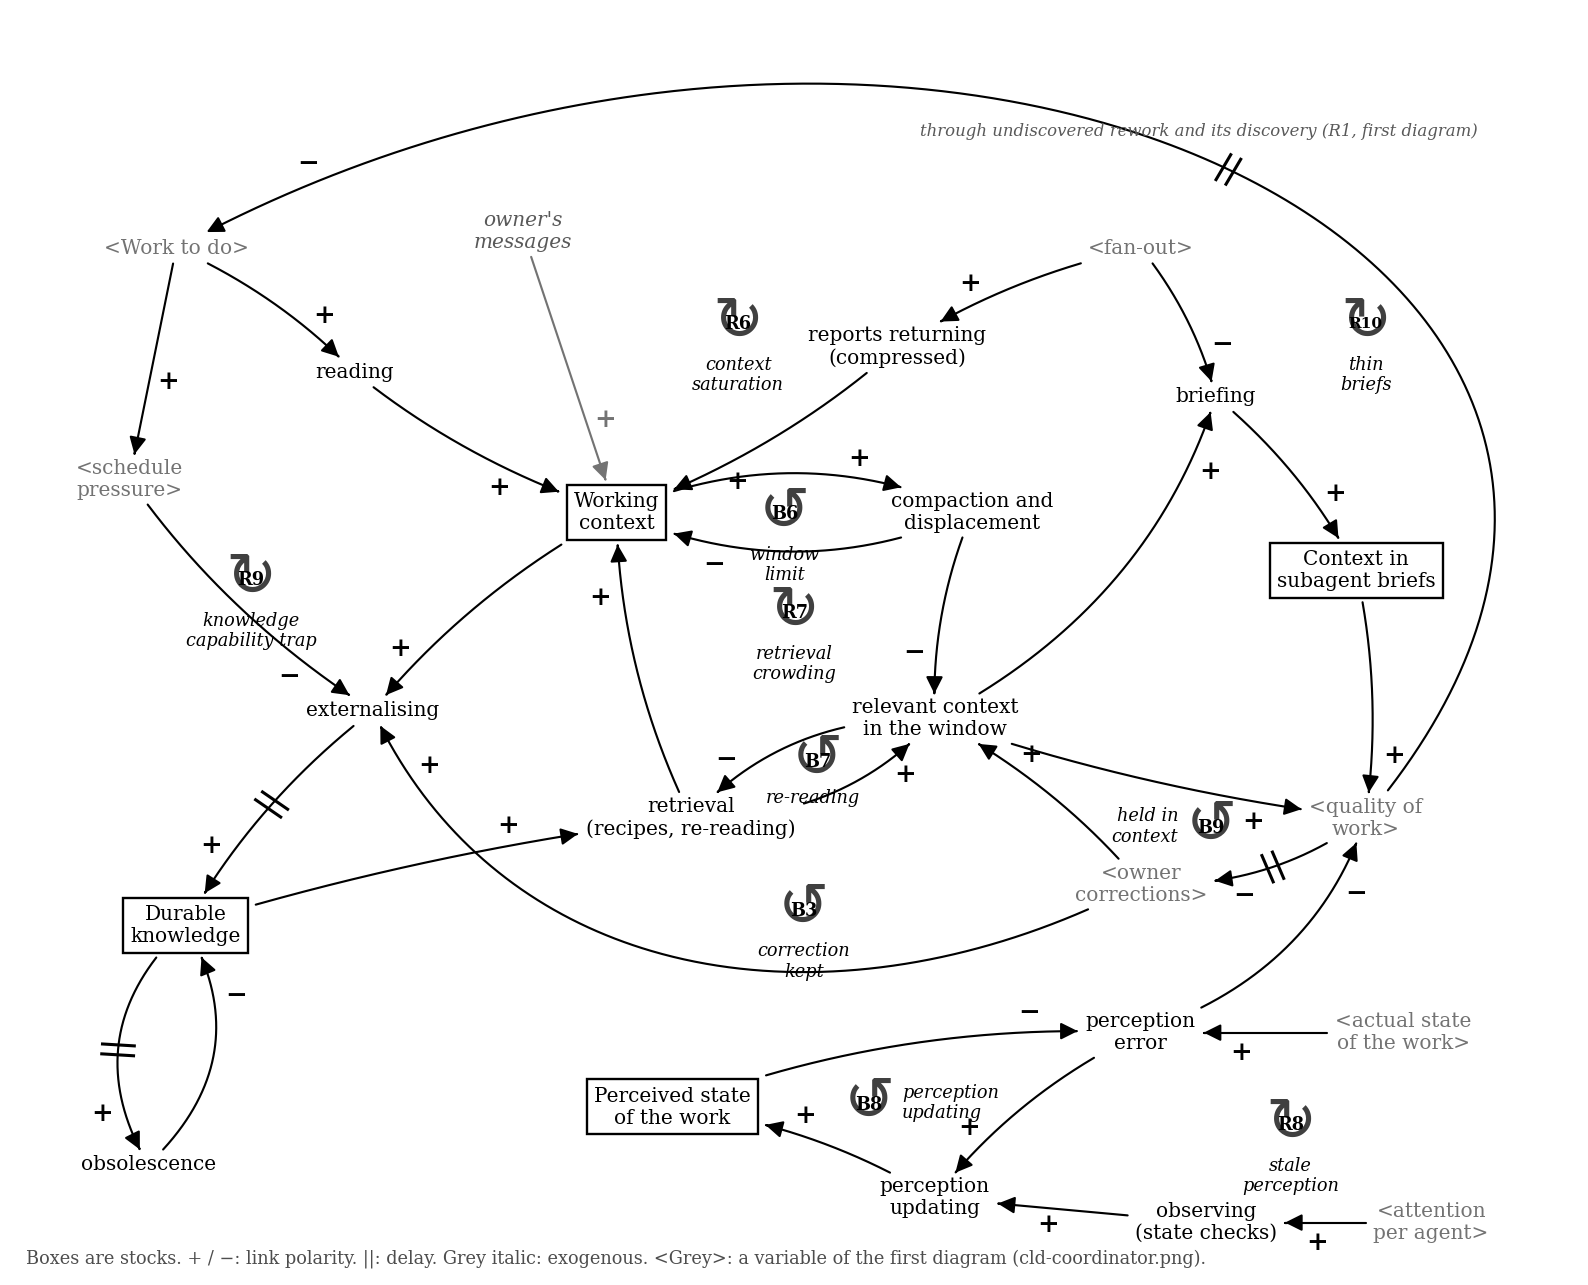 through undiscovered rework and its discovery (R1, first diagram)
−
<Work to do>
owner's
messages
<fan-out>
+
+
R6
context
saturation
reports returning
(compressed)
R10
thin
briefs
−
reading
+
briefing
+
<schedule
pressure>
+
+
+
+
+
Working
context
B6
compaction and
displacement
window
limit
−
Context in
subagent briefs
R9
knowledge
capability trap
+
R7
retrieval
crowding
+
−
−
externalising
relevant context
in the window
+
−
B7
re-reading
+
+
+
retrieval
(recipes, re-reading)
held in
context
B9
+
<quality of
work>
+
+
<owner
corrections>
−
−
Durable
knowledge
B3
correction
kept
−
−
perception
error
<actual state
of the work>
+
+
obsolescence
Perceived state
of the work
+
B8
perception
updating
+
R8
stale
perception
perception
updating
+
observing
(state checks)
+
<attention
per agent>
Boxes are stocks. + / −: link polarity. ||: delay. Grey italic: exogenous. <Grey>: a variable of the first diagram (cld-coordinator.png).